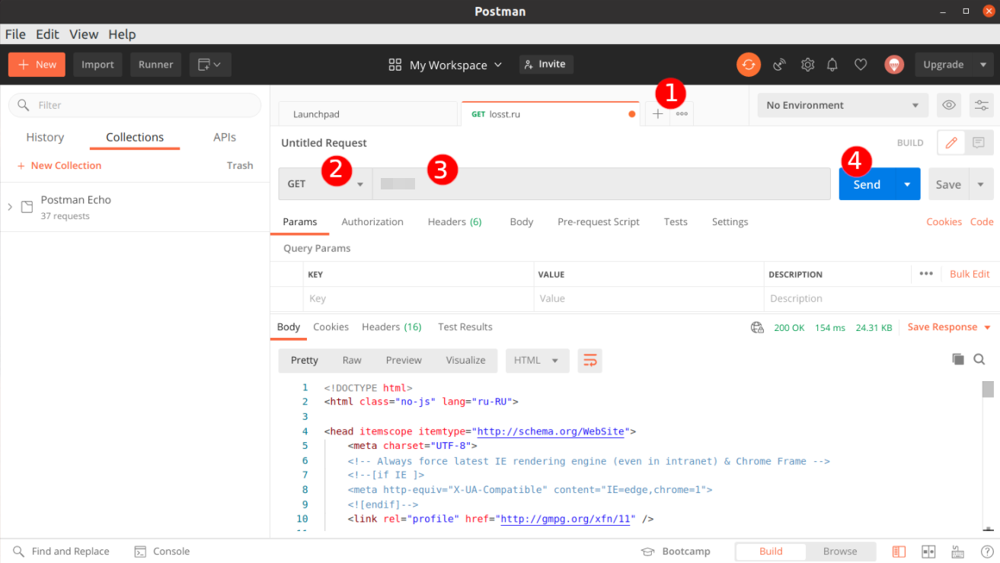 Postman
File Edit View Help
New Import Runner My Workspace Invite Upgrade
1
Filter
Launchpad GET losst.ru No Environment
History Collections APIs
Untitled Request BUILD
+ New Collection Trash
2 3 4
GET Send Save
Postman Echo
37 requests
Params Authorization Headers (6) Body Pre-request Script Tests Settings Cookies Code
Query Params
KEY VALUE DESCRIPTION ••• Bulk Edit
Key Value Description
Body Cookies Headers (16) Test Results 200 OK 154 ms 24.31 KB Save Response
Pretty Raw Preview Visualize HTML
1 <!DOCTYPE html>
2 <html class="no-js" lang="ru-RU">
3
4 <head itemscope itemtype="http://schema.org/WebSite">
5 <meta charset="UTF-8">
6 <!-- Always force latest IE rendering engine (even in intranet) & Chrome Frame -->
7 <!--[if IE ]>
8 <meta http-equiv="X-UA-Compatible" content="IE=edge,chrome=1">
9 <![endif]-->
10 <link rel="profile" href="http://gmpg.org/xfn/11" />
Find and Replace Console Bootcamp Build Browse